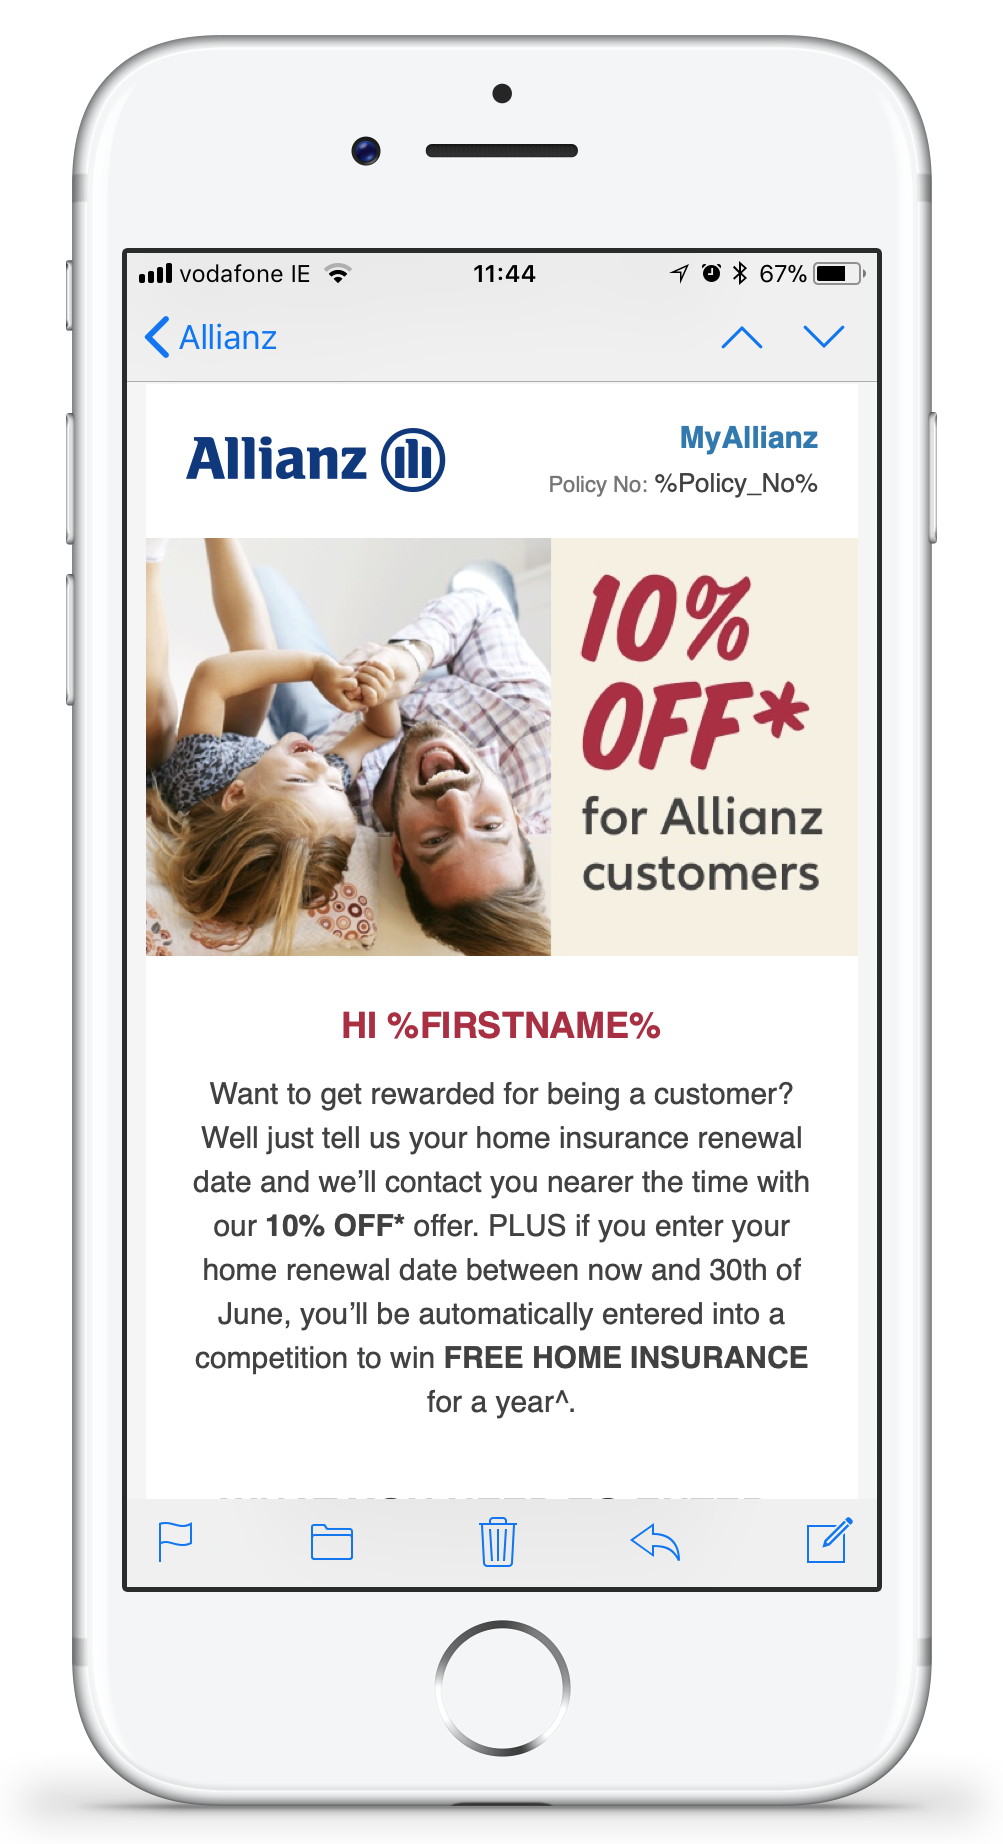 vodafone IE 11:44 67%
Allianz
Allianz
MyAllianz
Policy No: %Policy_No%
10%
OFF*
for Allianz
customers
HI %FIRSTNAME%
Want to get rewarded for being a customer?
Well just tell us your home insurance renewal
date and we’ll contact you nearer the time with
our 10% OFF* offer. PLUS if you enter your
home renewal date between now and 30th of
June, you’ll be automatically entered into a
competition to win FREE HOME INSURANCE
for a year^.